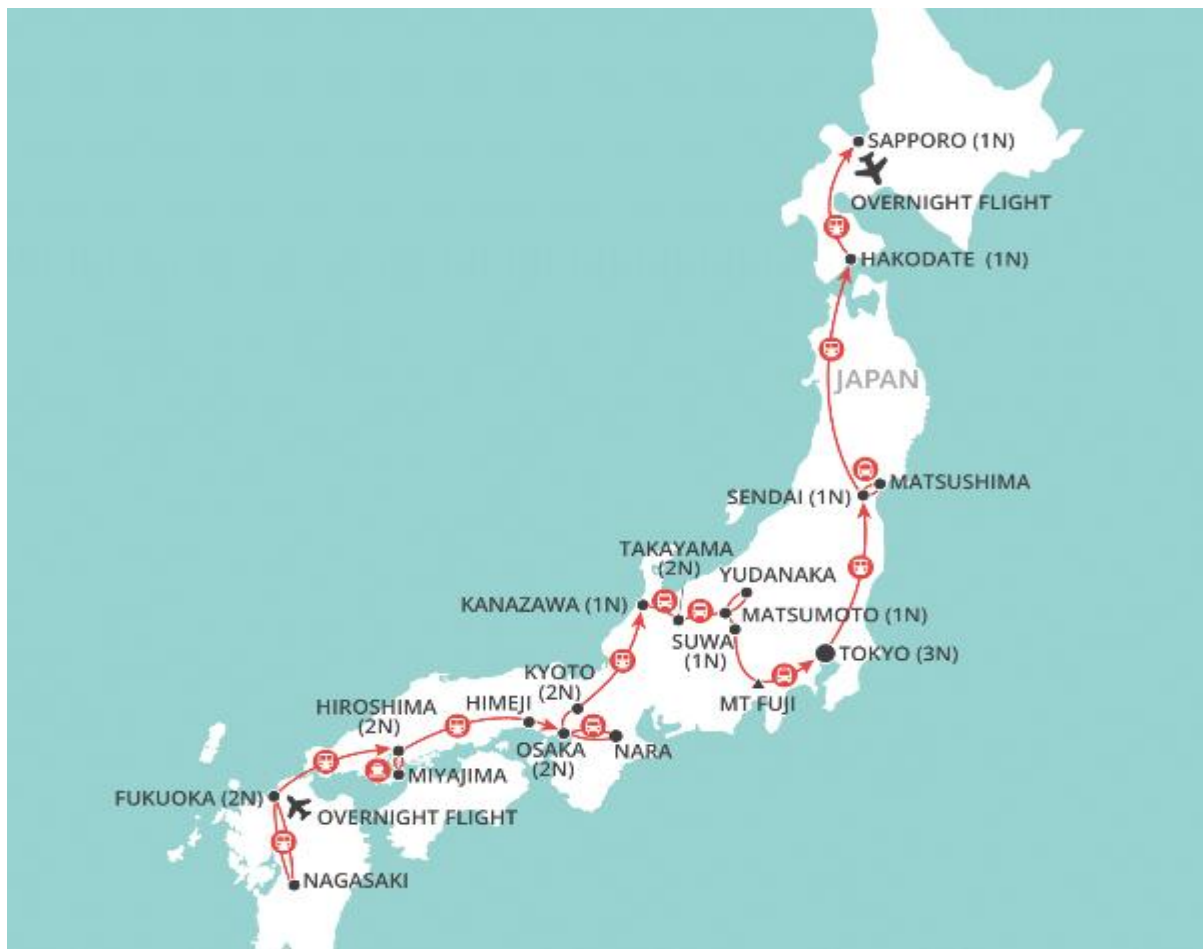 SAPPORO (1N)
OVERNIGHT FLIGHT
HAKODATE (1N)
JAPAN
MATSUSHIMA
SENDAI (1N)
TAKAYAMA
(2N)
YUDANAKA
KANAZAWA (1N)
MATSUMOTO (1N)
SUWA
(1N)
TOKYO (3N)
KYOTO
(2N)
MT FUJI
HIROSHIMA
(2N)
HIMEJI
OSAKA
(2N)
NARA
MIYAJIMA
FUKUOKA (2N)
OVERNIGHT FLIGHT
NAGASAKI